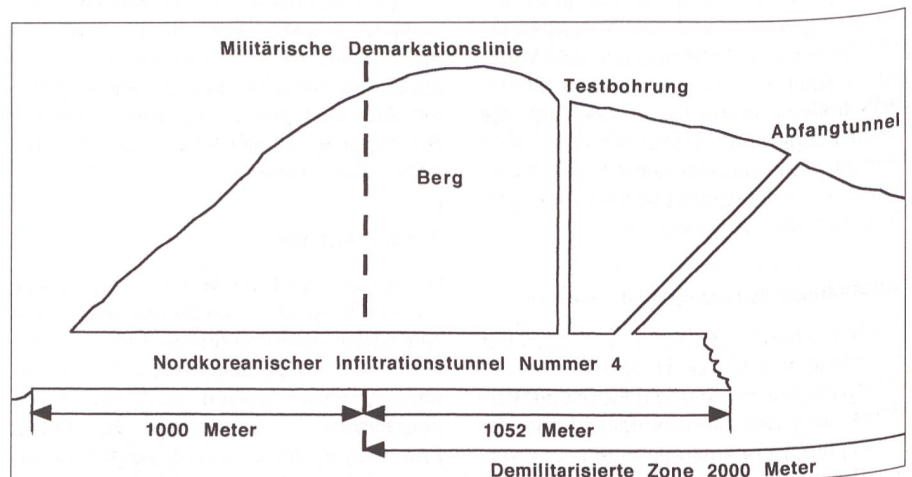 Militärische Demarkationslinie
Testbohrung
Abfangtunnel
Berg
Nordkoreanischer Infiltrationstunnel Nummer 4
1000 Meter
1052 Meter
Demilitarisierte Zone 2000 Meter